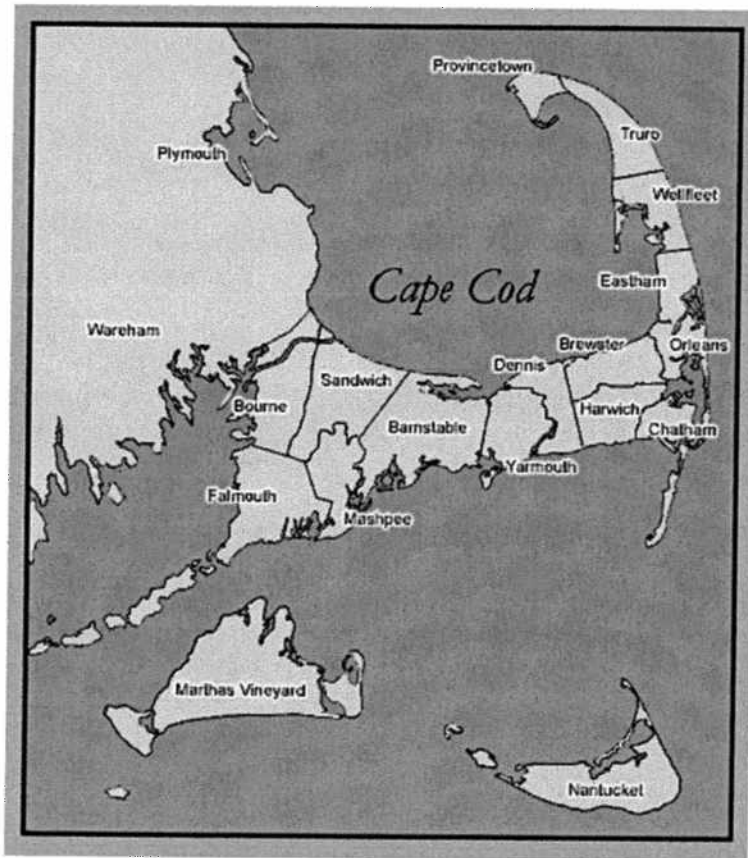 Provincetown
Truro
Plymouth
Wellfleet
Eastham
Cape Cod
Wareham
Brewster
Orleans
Dennis
Sandwich
Bourne
Harwich
Barnstable
Chatham
Yarmouth
Falmouth
Mashpee
Marthas Vineyard
Nantucket